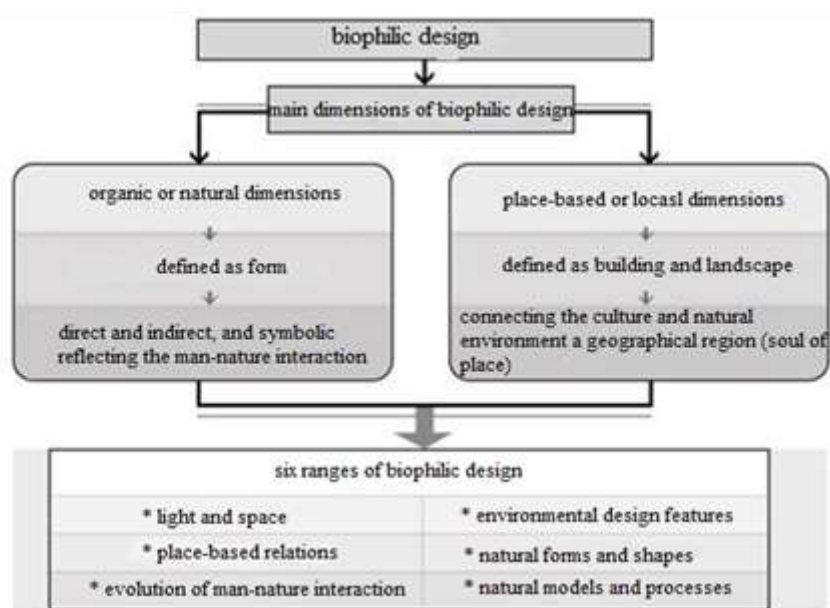 biophilic design
main dimensions of biophilic design
organic or natural dimensions
defined as form
direct and indirect, and symbolic
reflecting the man-nature interaction
place-based or locasl dimensions
defined as building and landscape
connecting the culture and natural
environment a geographical region (soul of
place)
six ranges of biophilic design
* light and space
* environmental design features
* place-based relations
* natural forms and shapes
* evolution of man-nature interaction
* natural models and processes